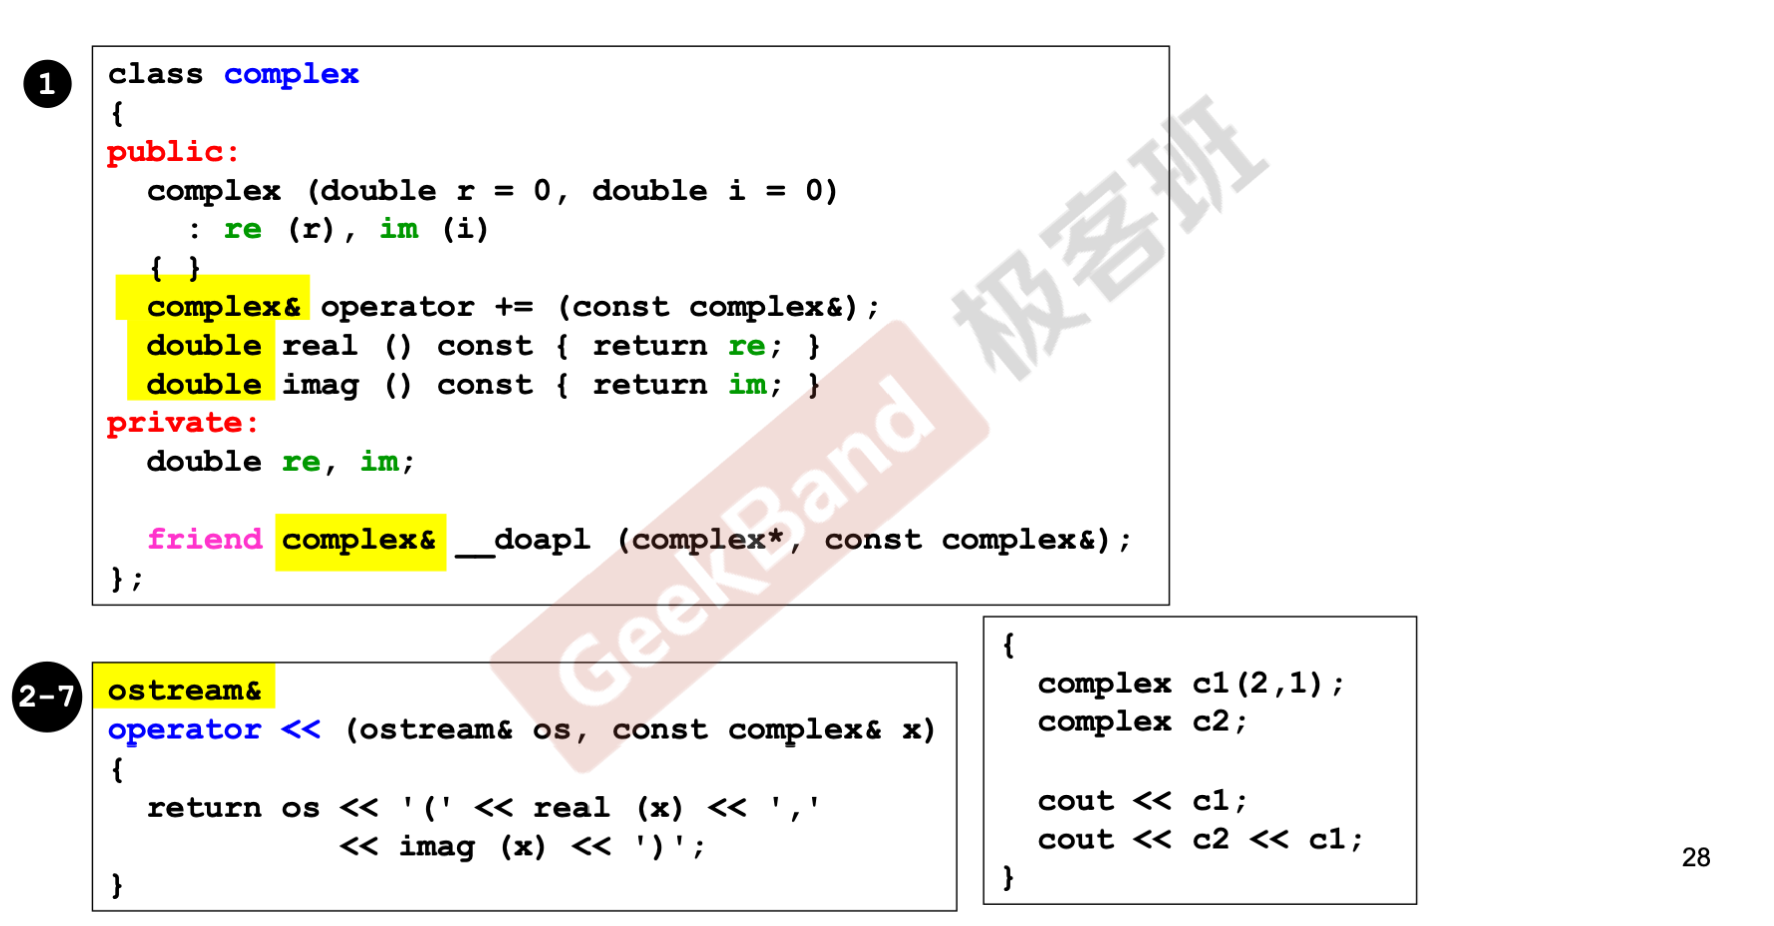 1
class complex
{
public:
  complex (double r = 0, double i = 0)
    : re (r), im (i)
  { }
  complex& operator += (const complex&);
  double real () const { return re; }
  double imag () const { return im; }
private:
  double re, im;
  friend complex& __doapl (complex*, const complex&);
};
GeekBand 极客班
2-7
ostream&
operator << (ostream& os, const complex& x)
{
  return os << '(' << real (x) << ','
            << imag (x) << ')';
}
{
  complex c1(2,1);
  complex c2;
  cout << c1;
  cout << c2 << c1;
}
28